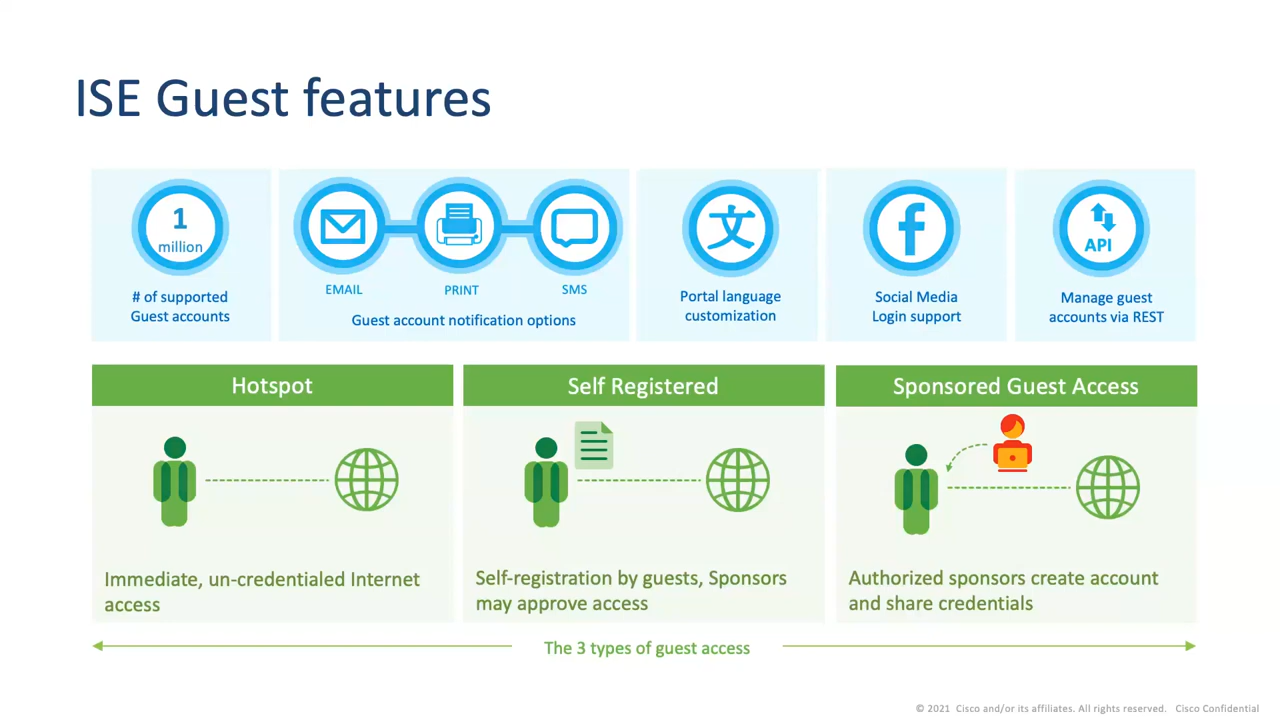 ISE Guest features
1
million
# of supported
Guest accounts
EMAIL
PRINT
SMS
Guest account notification options
文
Portal language
customization
f
Social Media
Login support
API
Manage guest
accounts via REST
Hotspot
Immediate, un-credentialed Internet
access
Self Registered
Self-registration by guests, Sponsors
may approve access
Sponsored Guest Access
Authorized sponsors create account
and share credentials
The 3 types of guest access
© 2021 Cisco and/or its affiliates. All rights reserved. Cisco Confidential